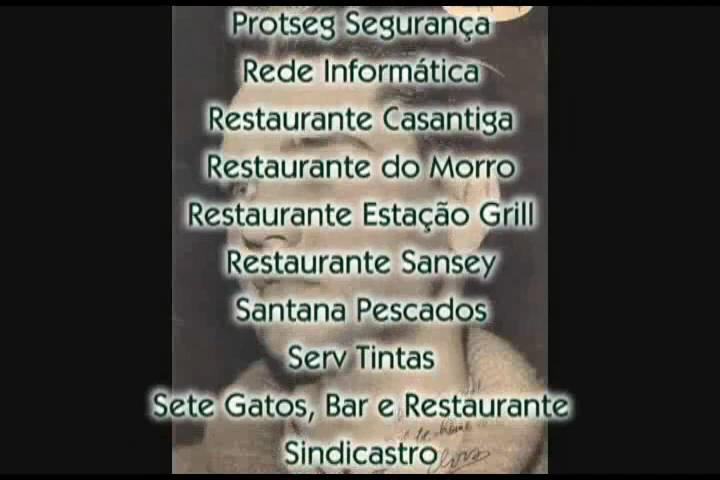 Protseg Segurança
Rede Informática
Restaurante Casantiga
Restaurante do Morro
Restaurante Estação Grill
Restaurante Sansey
Santana Pescados
Serv Tintas
Sete Gatos, Bar e Restaurante
Sindicastro